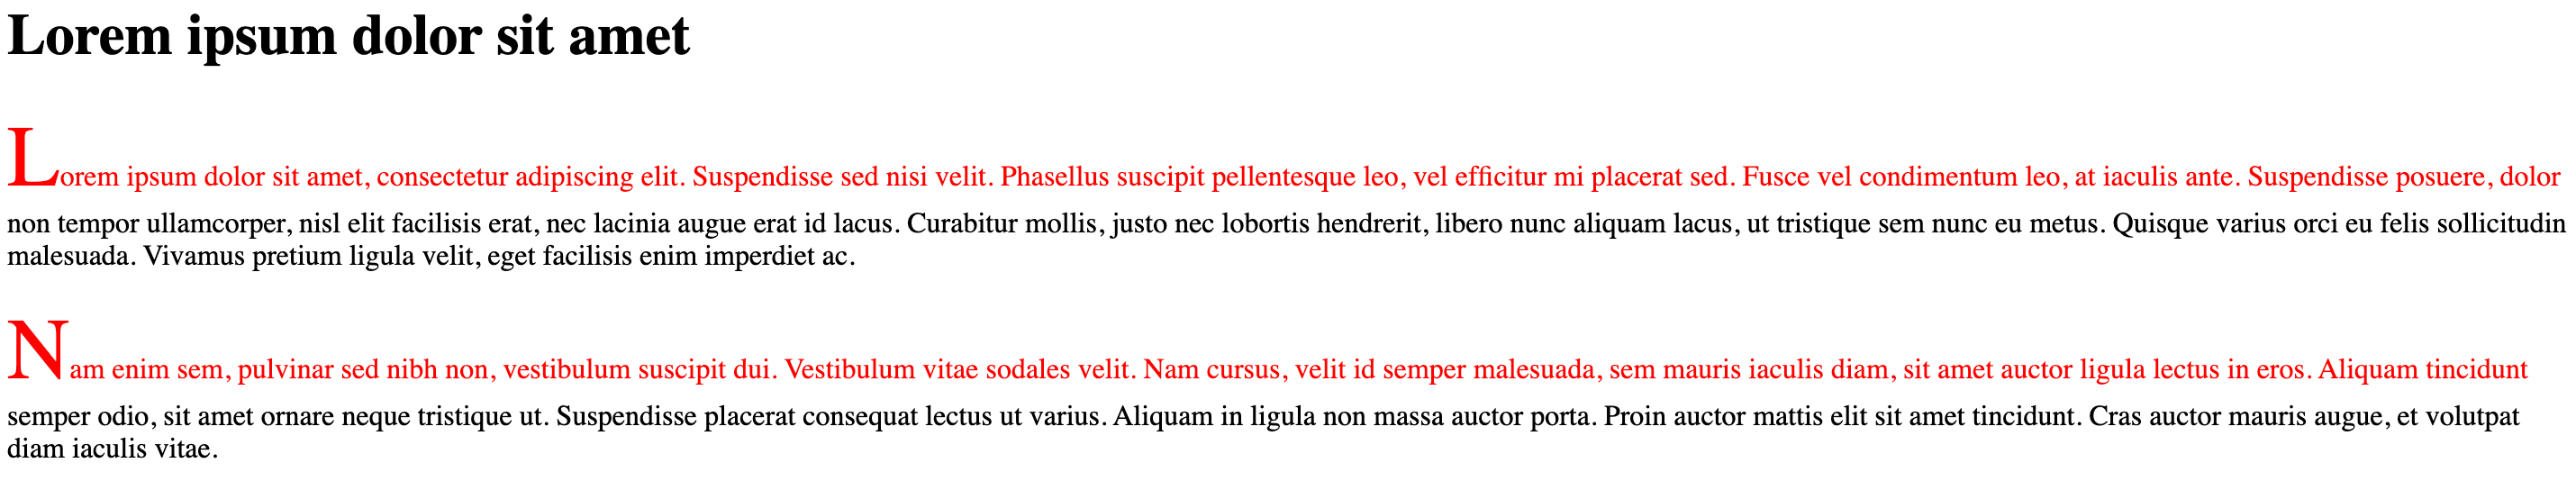 Lorem ipsum dolor sit amet
Lorem ipsum dolor sit amet, consectetur adipiscing elit. Suspendisse sed nisi velit. Phasellus suscipit pellentesque leo, vel efficitur mi placerat sed. Fusce vel condimentum leo, at iaculis ante. Suspendisse posuere, dolor
non tempor ullamcorper, nisl elit facilisis erat, nec lacinia augue erat id lacus. Curabitur mollis, justo nec lobortis hendrerit, libero nunc aliquam lacus, ut tristique sem nunc eu metus. Quisque varius orci eu felis sollicitudin
malesuada. Vivamus pretium ligula velit, eget facilisis enim imperdiet ac.
Nam enim sem, pulvinar sed nibh non, vestibulum suscipit dui. Vestibulum vitae sodales velit. Nam cursus, velit id semper malesuada, sem mauris iaculis diam, sit amet auctor ligula lectus in eros. Aliquam tincidunt
semper odio, sit amet ornare neque tristique ut. Suspendisse placerat consequat lectus ut varius. Aliquam in ligula non massa auctor porta. Proin auctor mattis elit sit amet tincidunt. Cras auctor mauris augue, et volutpat
diam iaculis vitae.